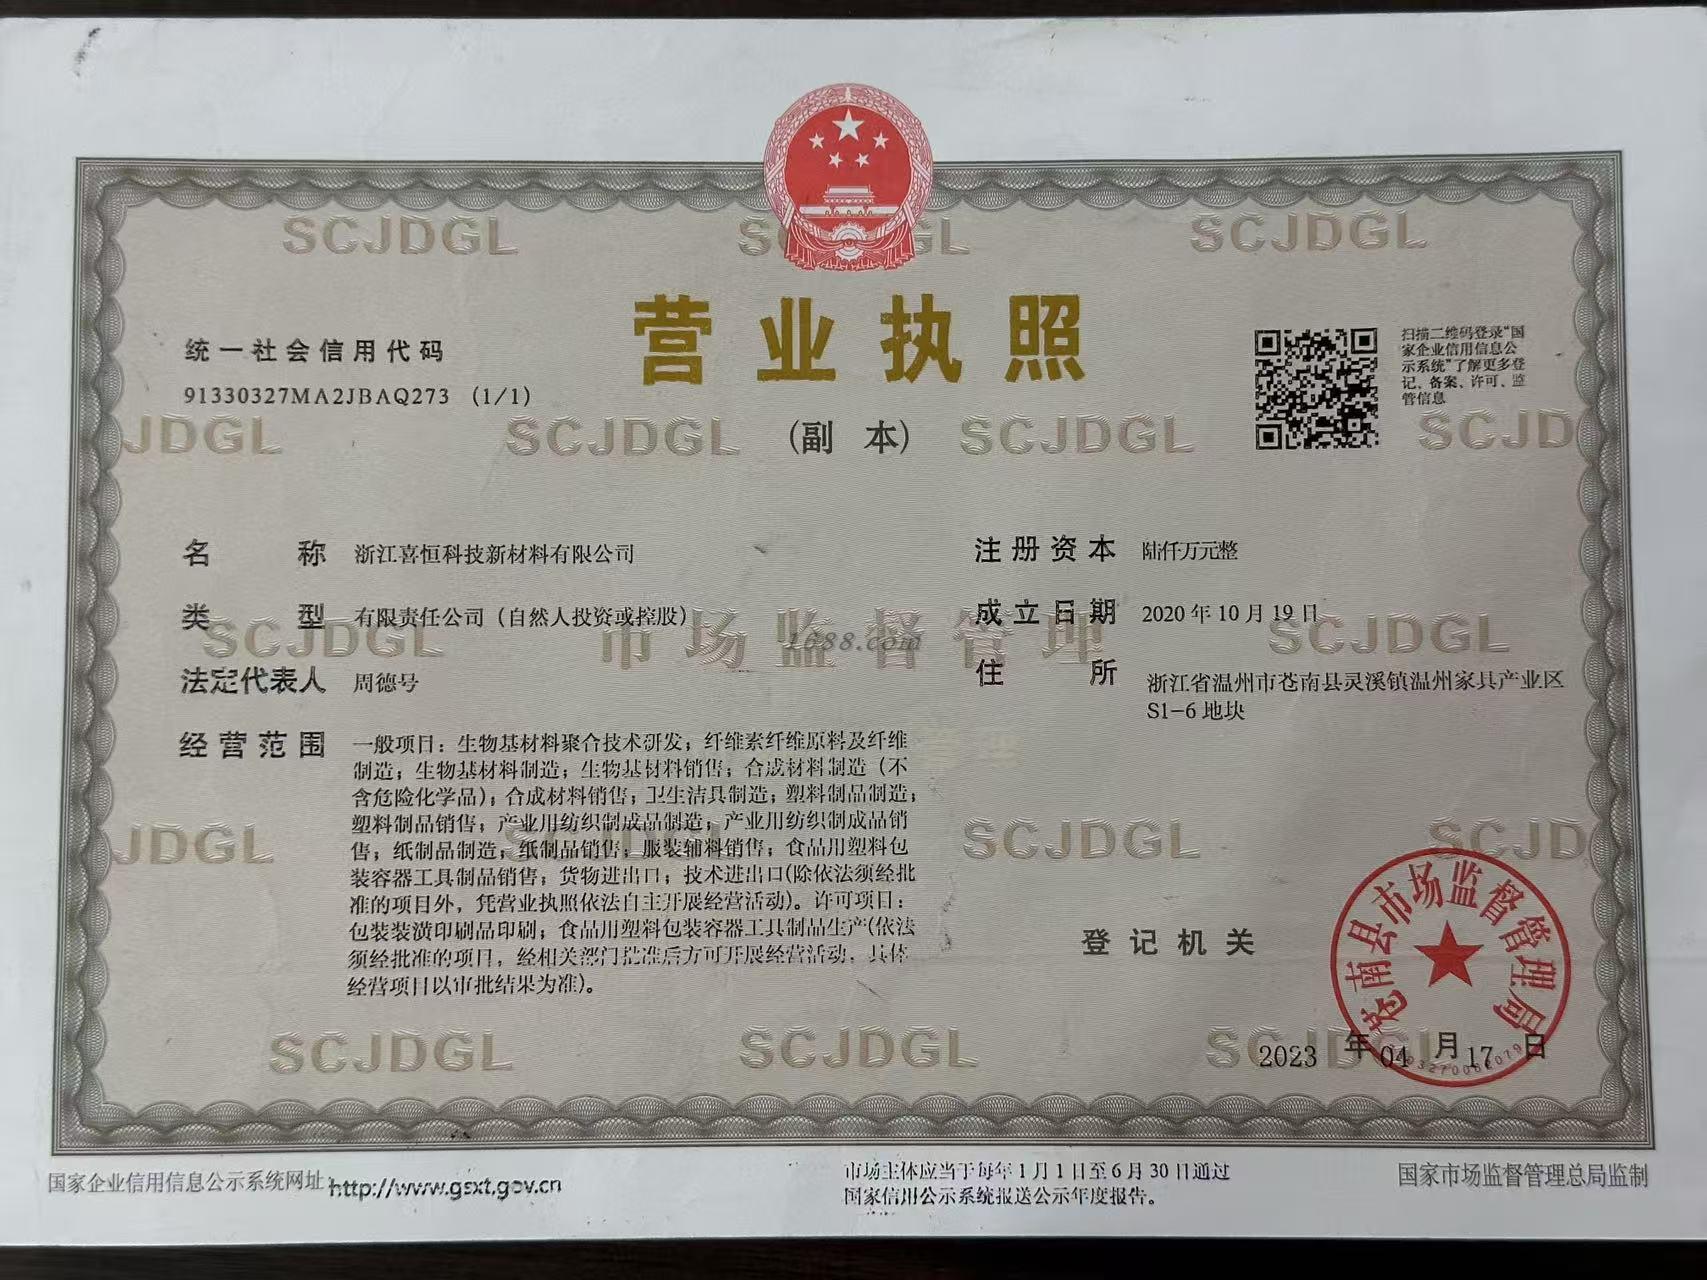 SCJDGL
SCJDGL
营业执照
(副 本)
统一社会信用代码
91330327MA2JBAQ273 (1/1)
扫描二维码登录“国
家企业信用信息公
示系统”了解更多登
记、备案、许可、监
管信息
JDGL
SCJDGL
SCJDGL
SCJD
名 称 浙江喜恒科技新材料有限公司
类 型 有限责任公司（自然人投资或控股）
法定代表人 周德号
经营范围 一般项目：生物基材料聚合技术研发；纤维素纤维原料及纤维
制造；生物基材料制造；生物基材料销售；合成材料制造（不
含危险化学品）；合成材料销售；卫生洁具制造；塑料制品制造；
塑料制品销售；产业用纺织制成品制造；产业用纺织制成品销
售；纸制品制造；纸制品销售；服装辅料销售；食品用塑料包
装容器工具制品销售；货物进出口；技术进出口(除依法须经批
准的项目外，凭营业执照依法自主开展经营活动)。许可项目：
包装装潢印刷品印刷；食品用塑料包装容器工具制品生产(依法
须经批准的项目，经相关部门批准后方可开展经营活动，具体
经营项目以审批结果为准)。
注册资本 陆仟万元整
成立日期 2020年10月19日
住 所 浙江省温州市苍南县灵溪镇温州家具产业区
S1-6地块
SCJDGL
市场监督管理
SCJDGL
1688.com
JDGL
SCJDGL
SCJDGL
SCJD
登记机关
苍南县市场监督管理局
2023 年 04 月 17 日
SCJDGL
SCJDGL
SCJDGL
国家企业信用信息公示系统网址：http://www.gsxt.gov.cn
市场主体应当于每年1月1日至6月30日通过
国家信用公示系统报送公示年度报告。
国家市场监督管理总局监制